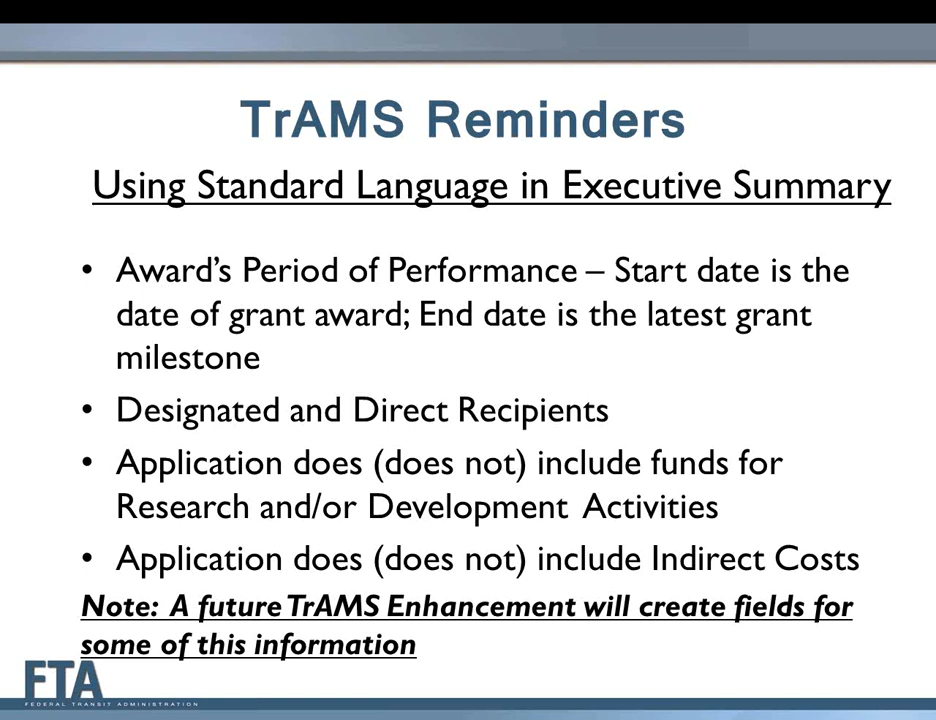 TrAMS Reminders
Using Standard Language in Executive Summary
• Award’s Period of Performance – Start date is the
date of grant award; End date is the latest grant
milestone
• Designated and Direct Recipients
• Application does (does not) include funds for
Research and/or Development Activities
• Application does (does not) include Indirect Costs
Note: A future TrAMS Enhancement will create fields for
some of this information
FTA
FEDERAL TRANSIT ADMINISTRATION